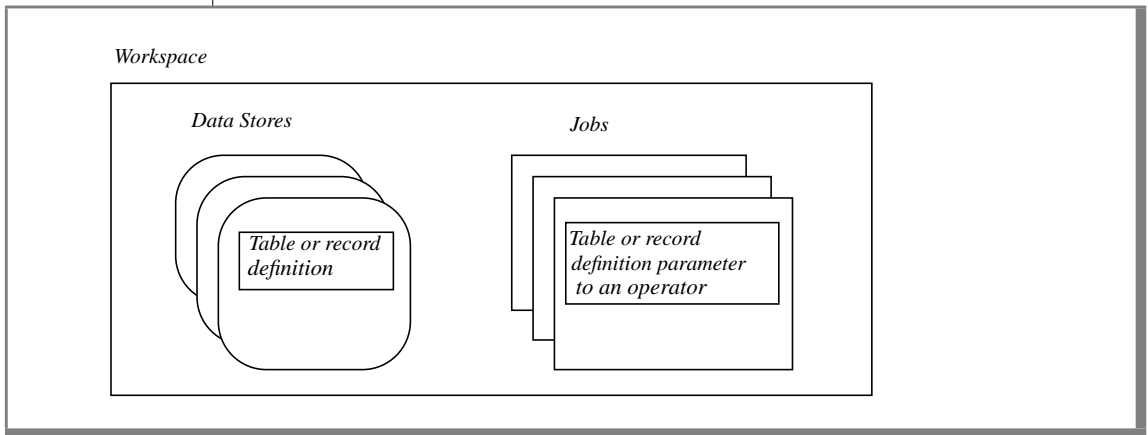 Workspace
Data Stores
Jobs
Table or record
definition
Table or record
definition parameter
to an operator